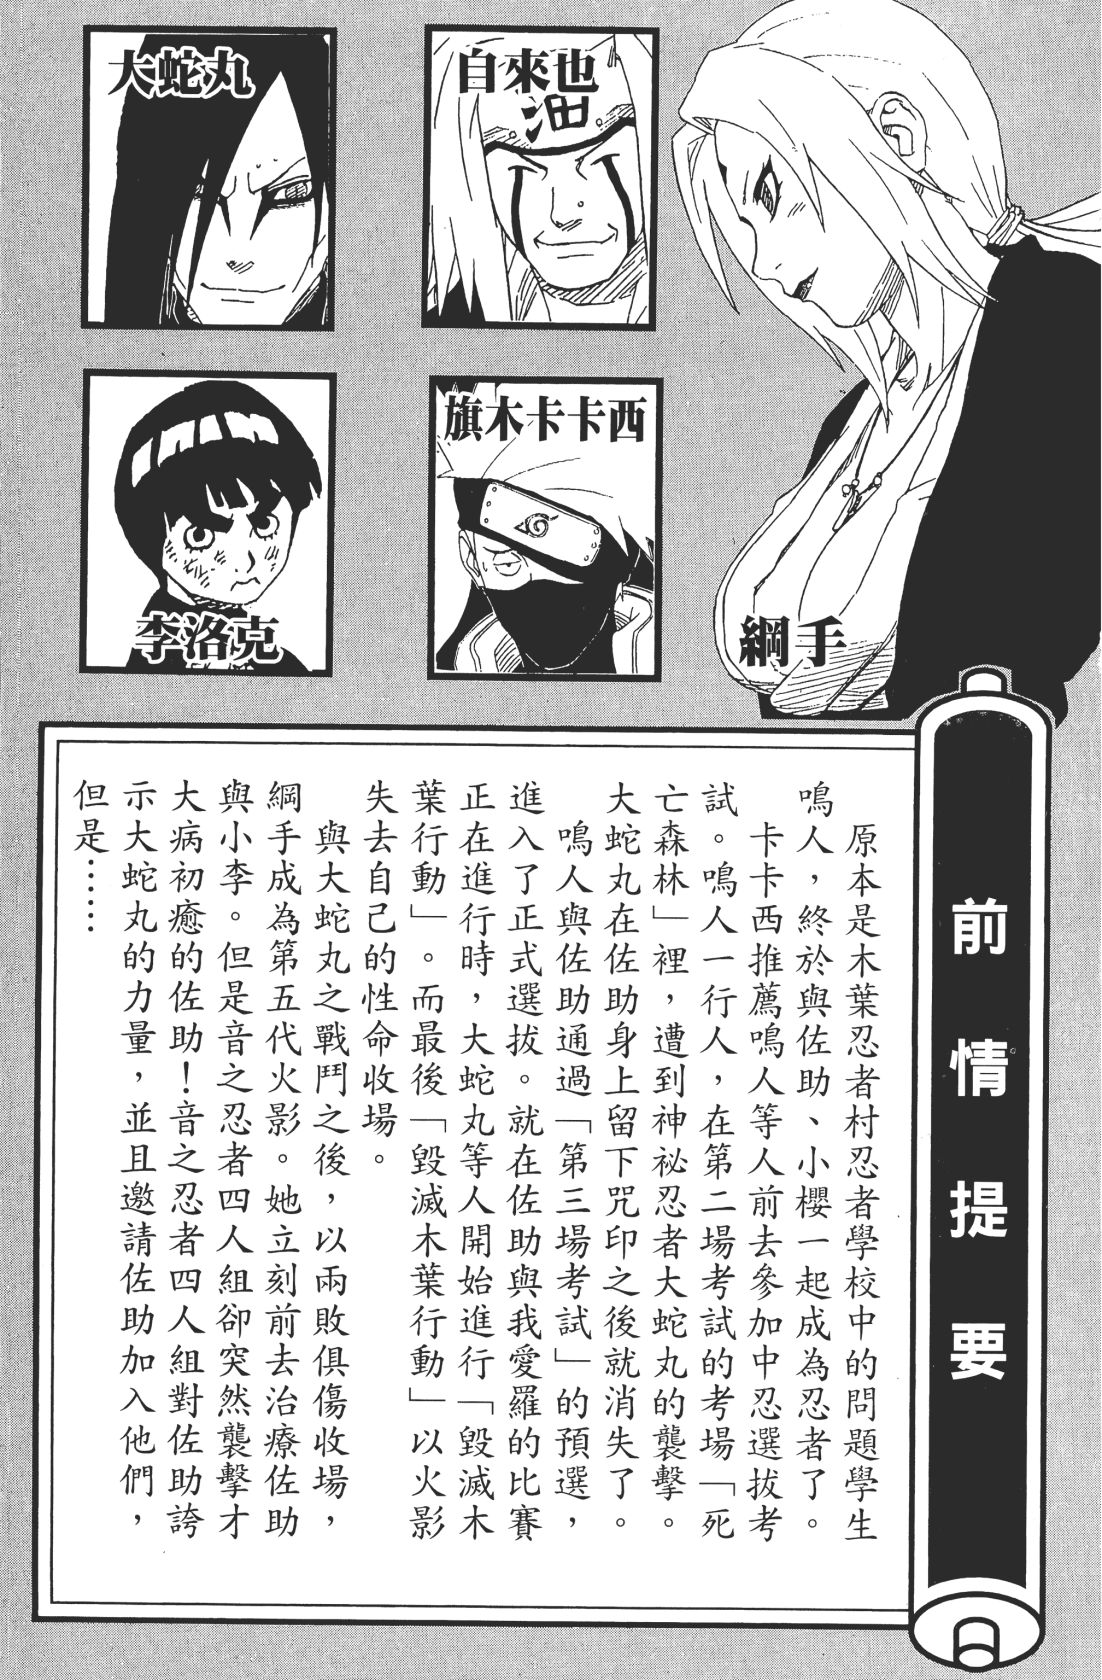 大蛇丸
自來也
油
李洛克
旗木卡卡西
綱手
前情提要
原本是木葉忍者村忍者學校中的問題學生
鳴人，終於與佐助、小櫻一起成為忍者了。
卡卡西推薦鳴人等人前去參加中忍選拔考
試。鳴人一行人，在第二場考試的考場「死
亡森林」裡，遭到神祕忍者大蛇丸的襲擊。
大蛇丸在佐助身上留下咒印之後就消失了。
鳴人與佐助通過「第三場考試」的預選，
進入了正式選拔。就在佐助與我愛羅的比賽
正在進行時，大蛇丸等人開始進行「毀滅木
葉行動」。而最後「毀滅木葉行動」以火影
失去自己的性命收場。
與大蛇丸之戰鬥之後，以兩敗俱傷收場，
綱手成為第五代火影。她立刻前去治療佐助
與小李。但是音之忍者四人組卻突然襲擊才
大病初癒的佐助！音之忍者四人組對佐助誇
示大蛇丸的力量，並且邀請佐助加入他們，
但是……